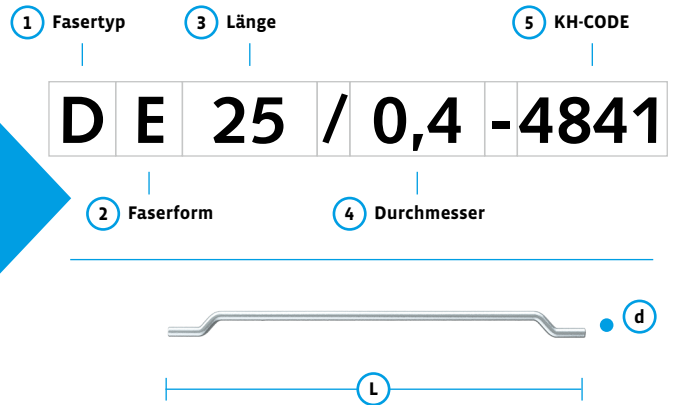 1 Fasertyp 3 Länge 5 KH-CODE
D E 25 / 0,4 -4841
2 Faserform 4 Durchmesser
d
L